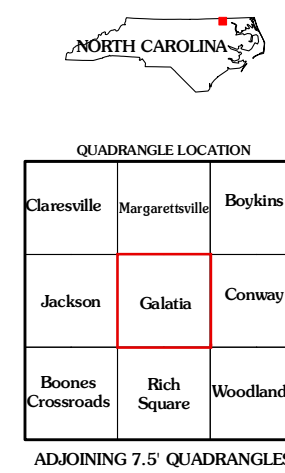 NORTH CAROLINA
QUADRANGLE LOCATION
Claresville
Margarettsville
Boykins
Jackson
Galatia
Conway
Boones
Crossroads
Rich
Square
Woodland
ADJOINING 7.5' QUADRANGLES